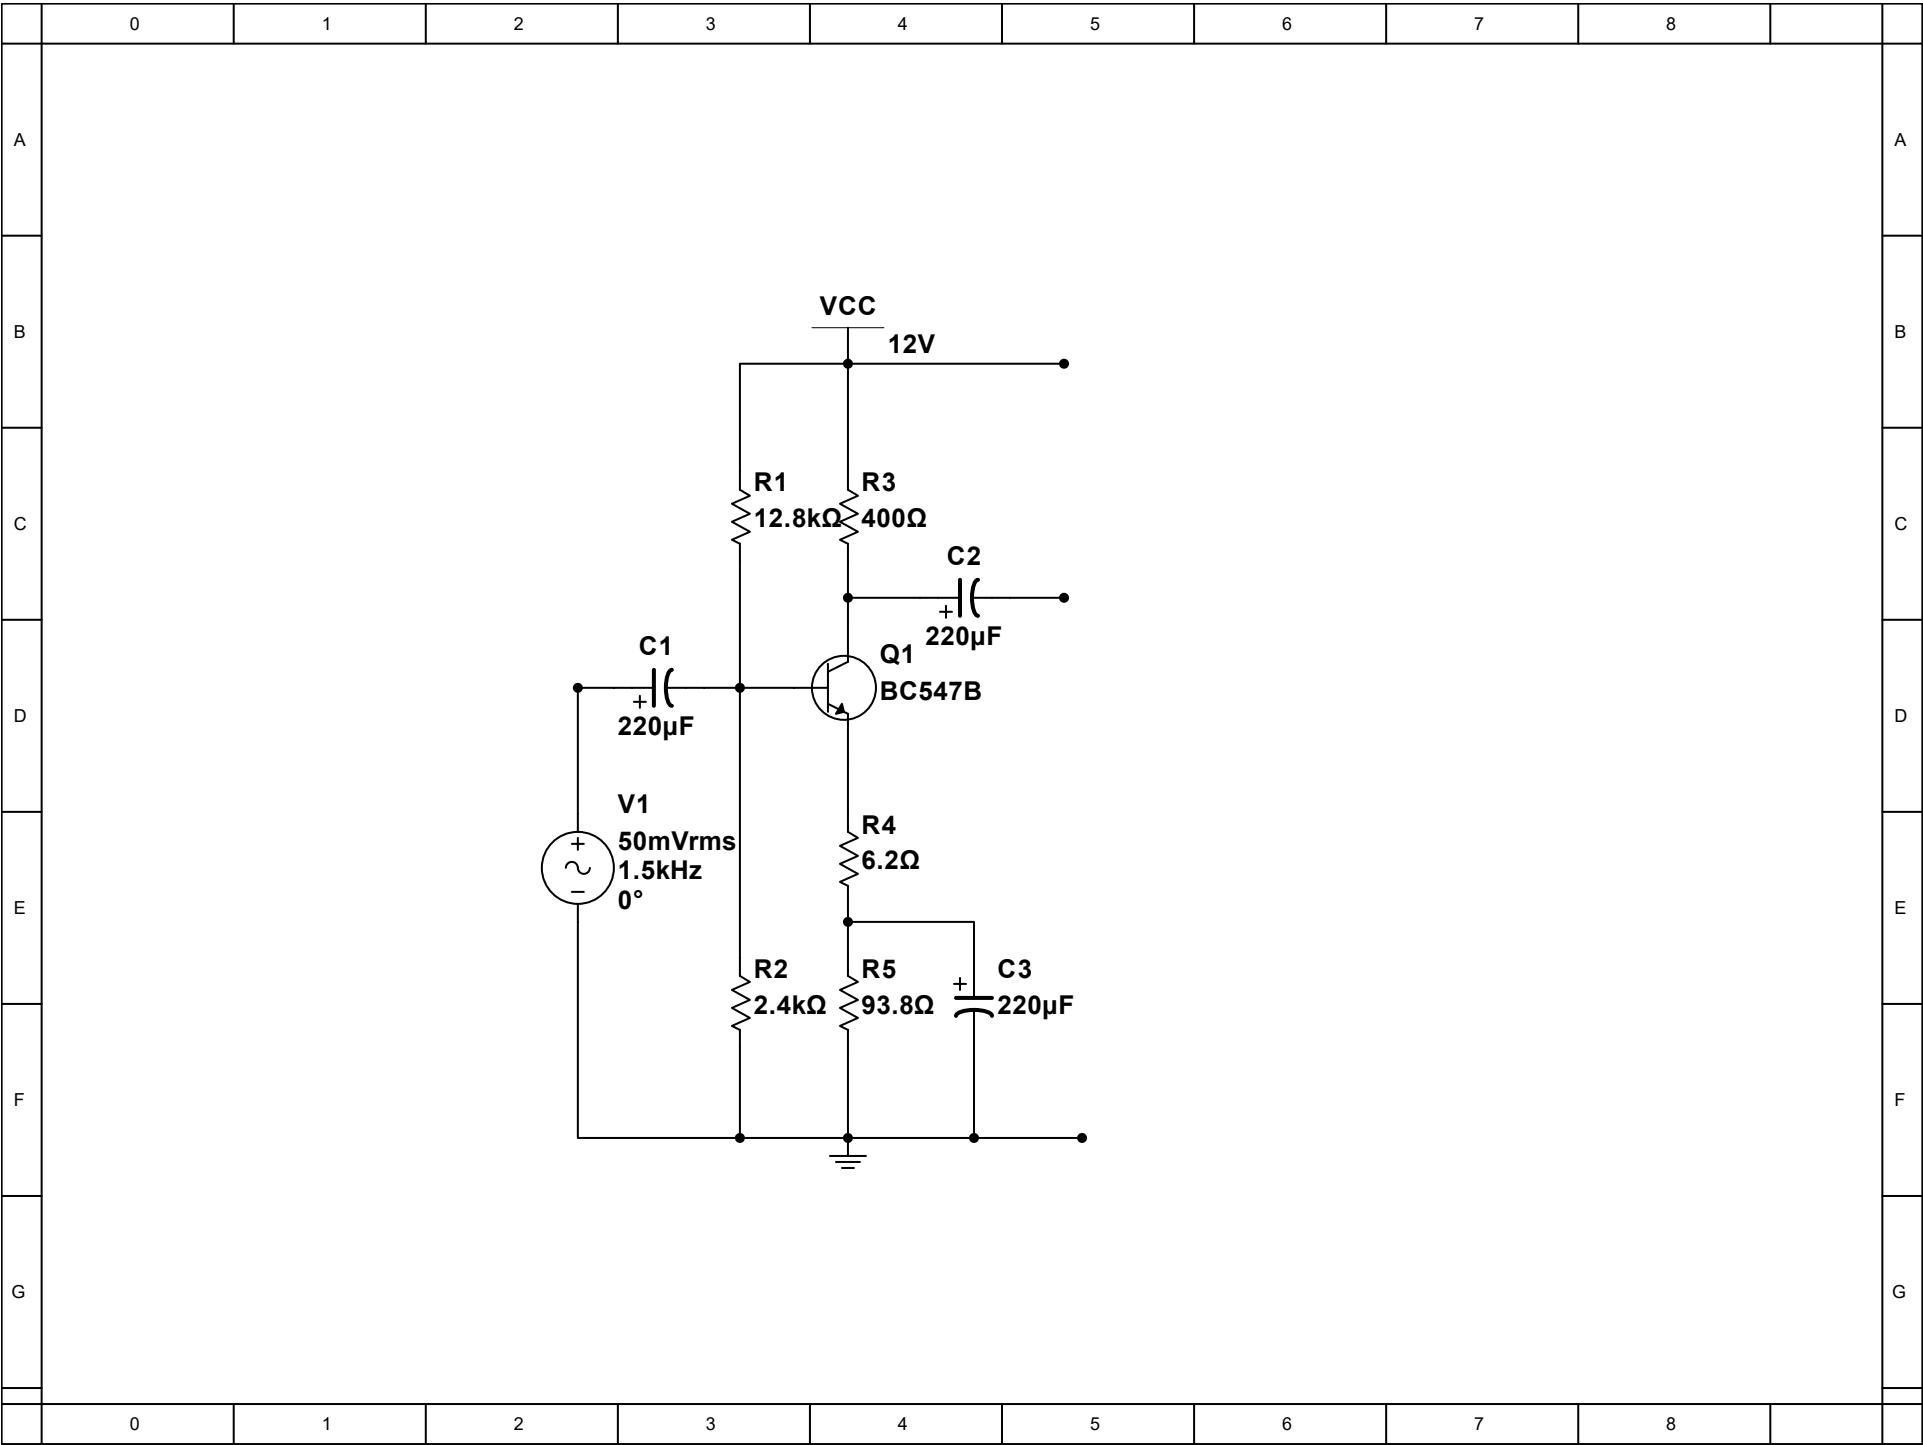 0 1 2 3 4 5 6 7 8
A A
VCC
B B
12V
R1 R3
12.8kΩ 400Ω
C C
C2
220µF
C1
Q1
BC547B
220µF
D D
V1
50mVrms
1.5kHz
0°
R4
6.2Ω
E E
R2 R5 C3
2.4kΩ 93.8Ω 220µF
F F
G G
0 1 2 3 4 5 6 7 8